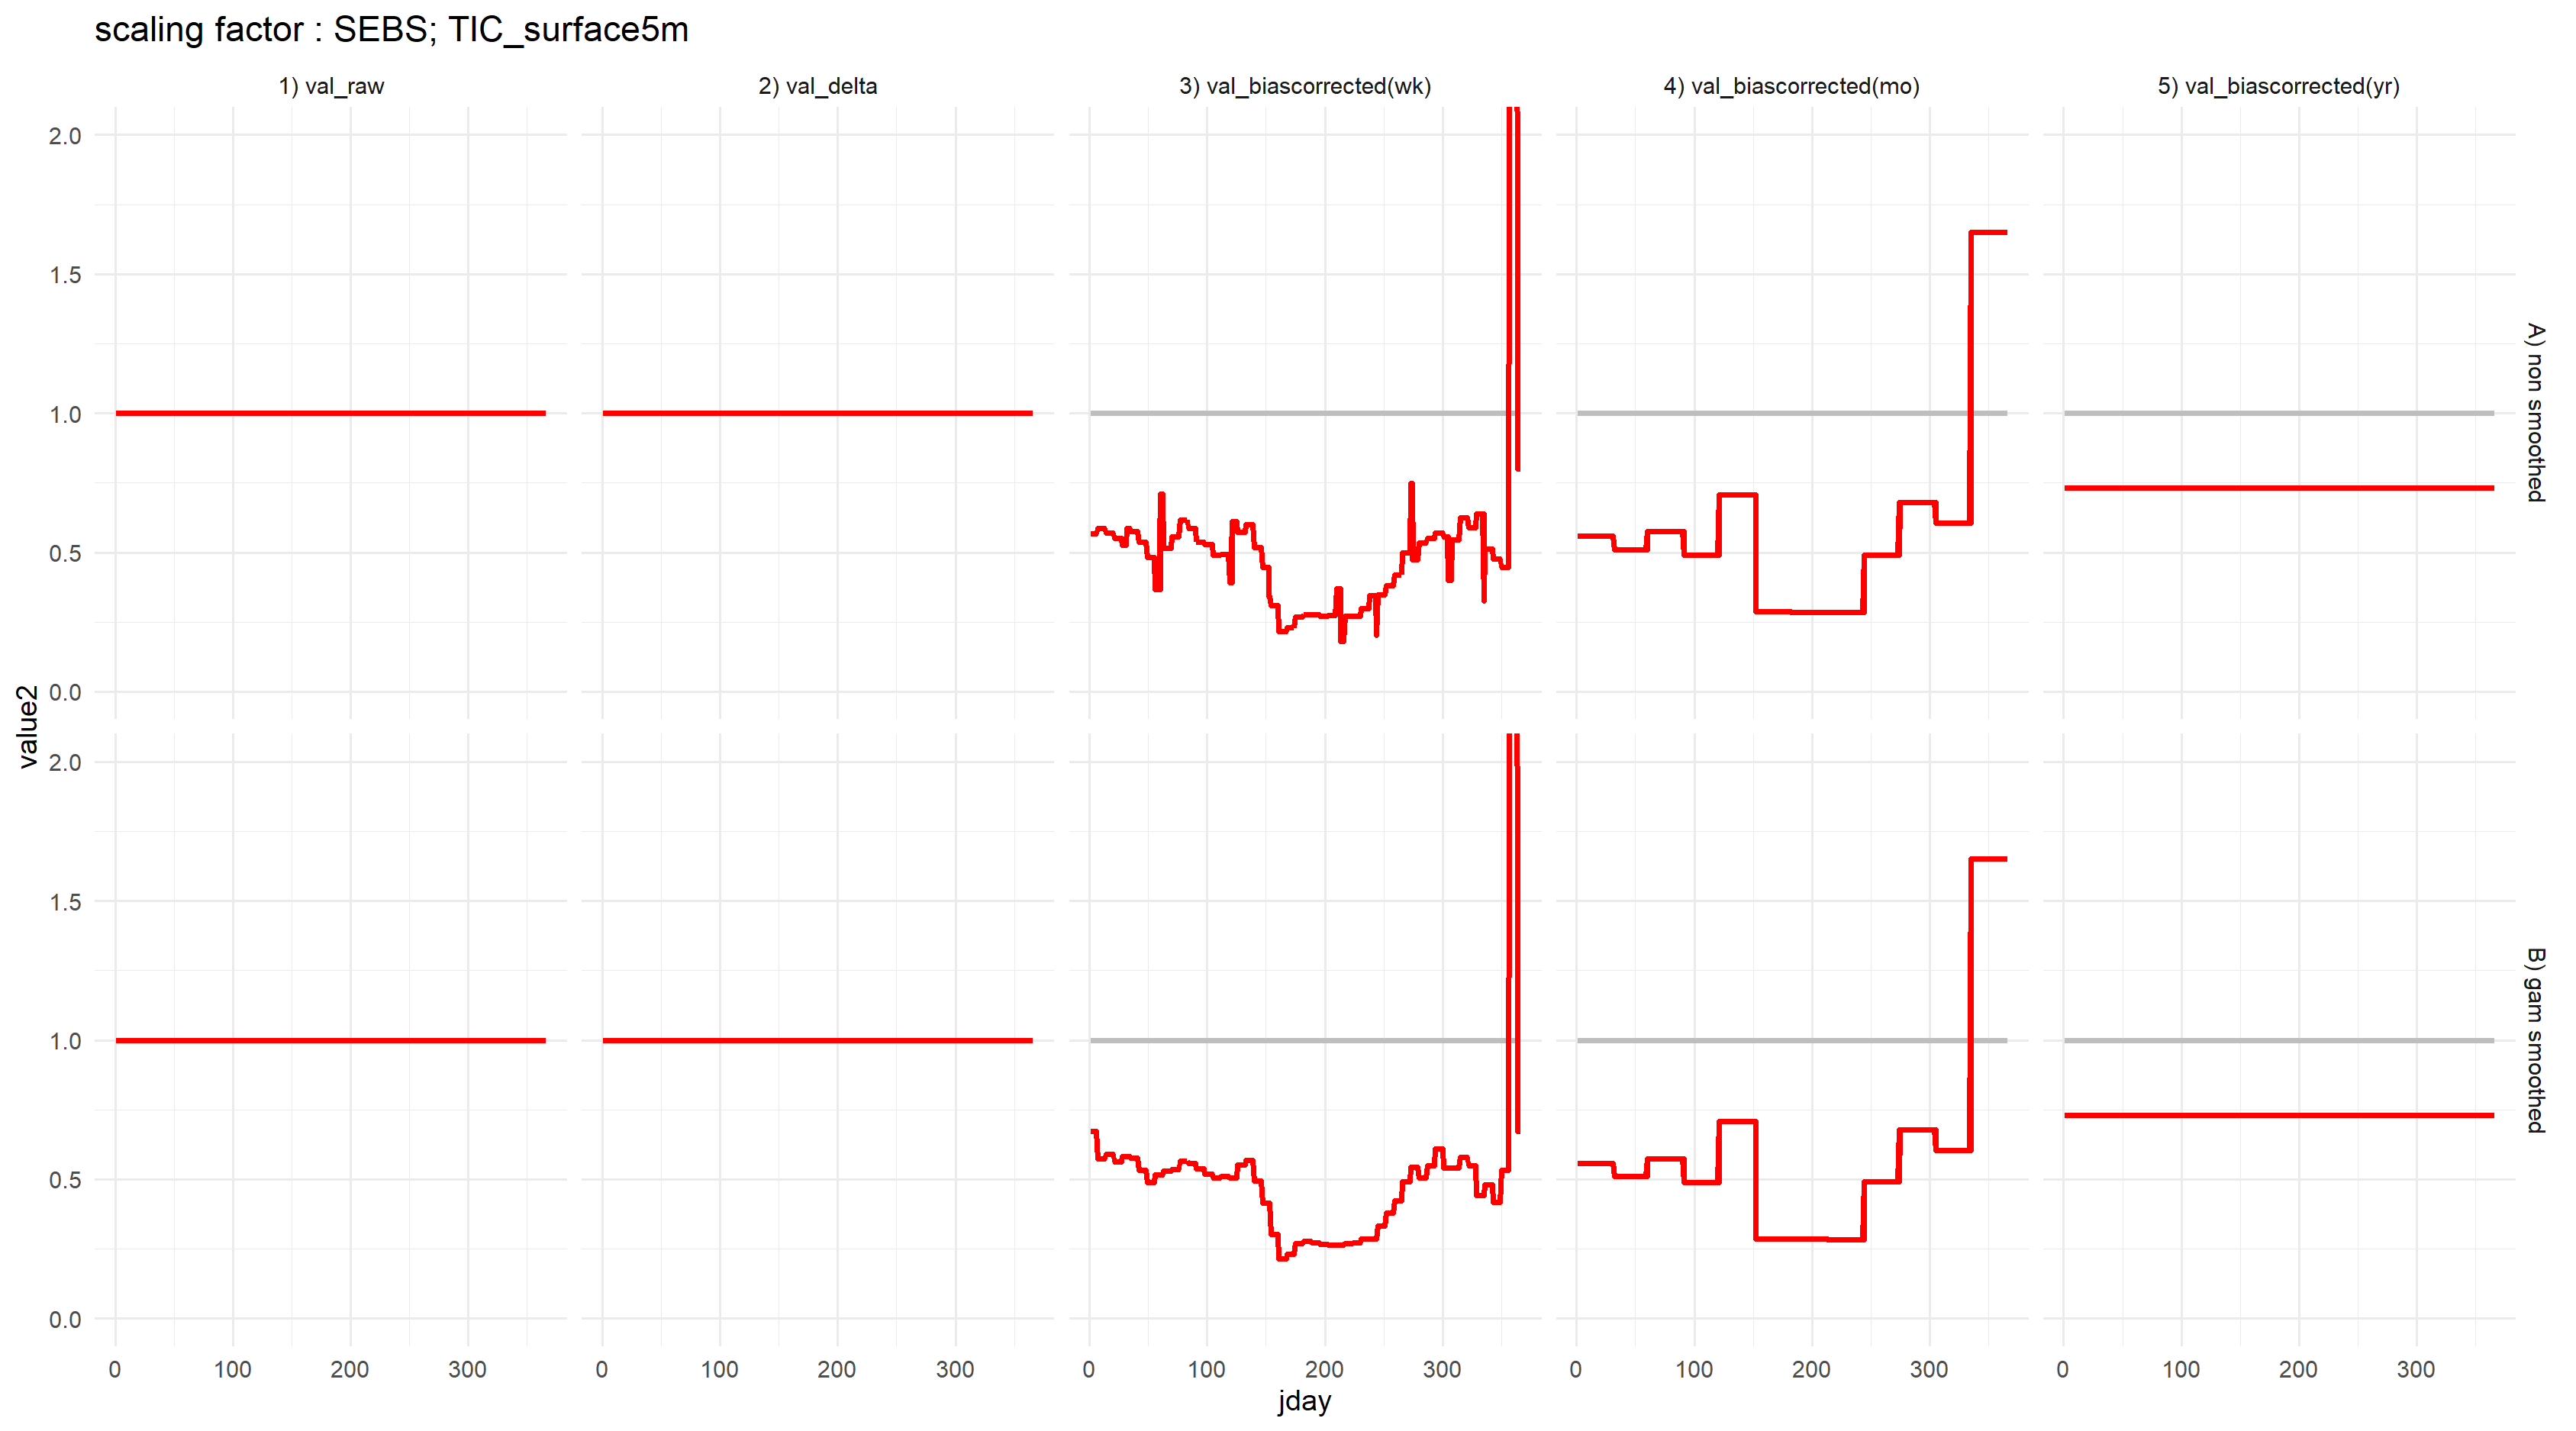 scaling factor : SEBS; TIC_surface5m
1) val_raw
2) val_delta
3) val_biascorrected(wk)
4) val_biascorrected(mo)
5) val_biascorrected(yr)
2.0
1.5
1.0
0.5
0.0
A) non smoothed
value2
2.0
1.5
1.0
0.5
0.0
B) gam smoothed
0 100 200 300
0 100 200 300
0 100 200 300
0 100 200 300
0 100 200 300
jday